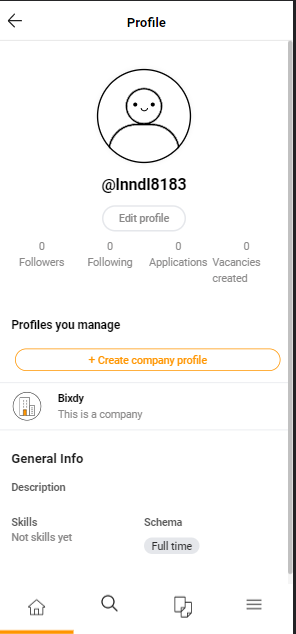 Profile
@lnndl8183
Edit profile
0 0 0 0
Followers Following Applications Vacancies created
Profiles you manage
+ Create company profile
Bixdy
This is a company
General Info
Description
Skills Schema
Not skills yet Full time